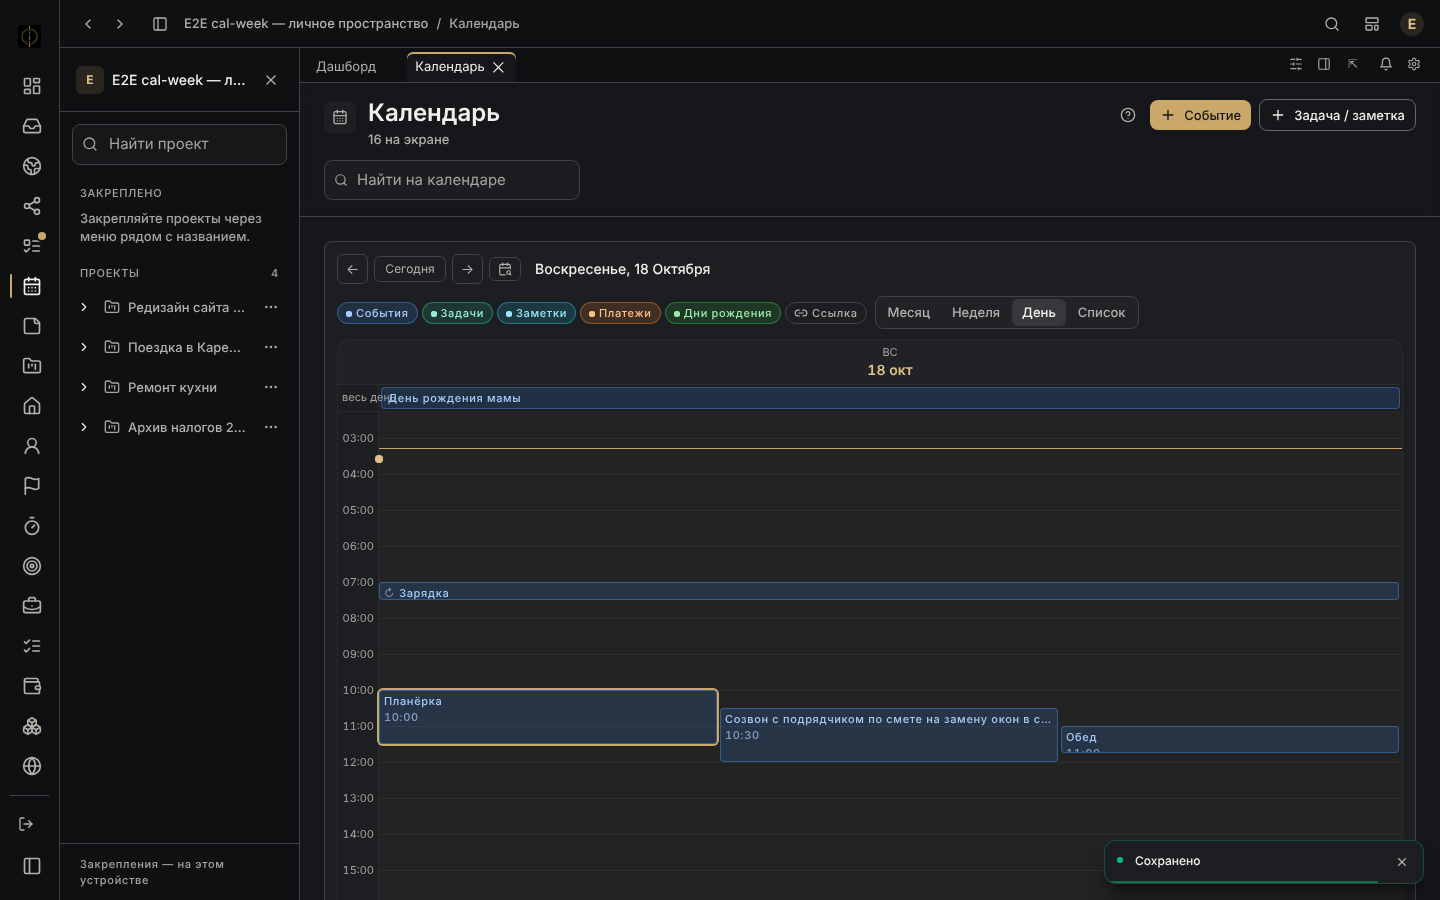 E2E cal-week — личное пространство / Календарь
E
E
E2E cal-week — л...
Найти проект
ЗАКРЕПЛЕНО
Закрепляйте проекты через
меню рядом с названием.
ПРОЕКТЫ 4
Редизайн сайта ...
Поездка в Каре...
Ремонт кухни
Архив налогов 2...
Закрепления — на этом
устройстве
Дашборд
Календарь
Календарь
16 на экране
Событие
Задача / заметка
Найти на календаре
Сегодня
Воскресенье, 18 Октября
События
Задачи
Заметки
Платежи
Дни рождения
Ссылка
Месяц
Неделя
День
Список
ВС
18 окт
весь ден
День рождения мамы
03:00
04:00
05:00
06:00
07:00
Зарядка
08:00
09:00
10:00
Планёрка
10:00
Созвон с подрядчиком по смете на замену окон в с...
10:30
11:00
Обед
11:00
12:00
13:00
14:00
15:00
Сохранено